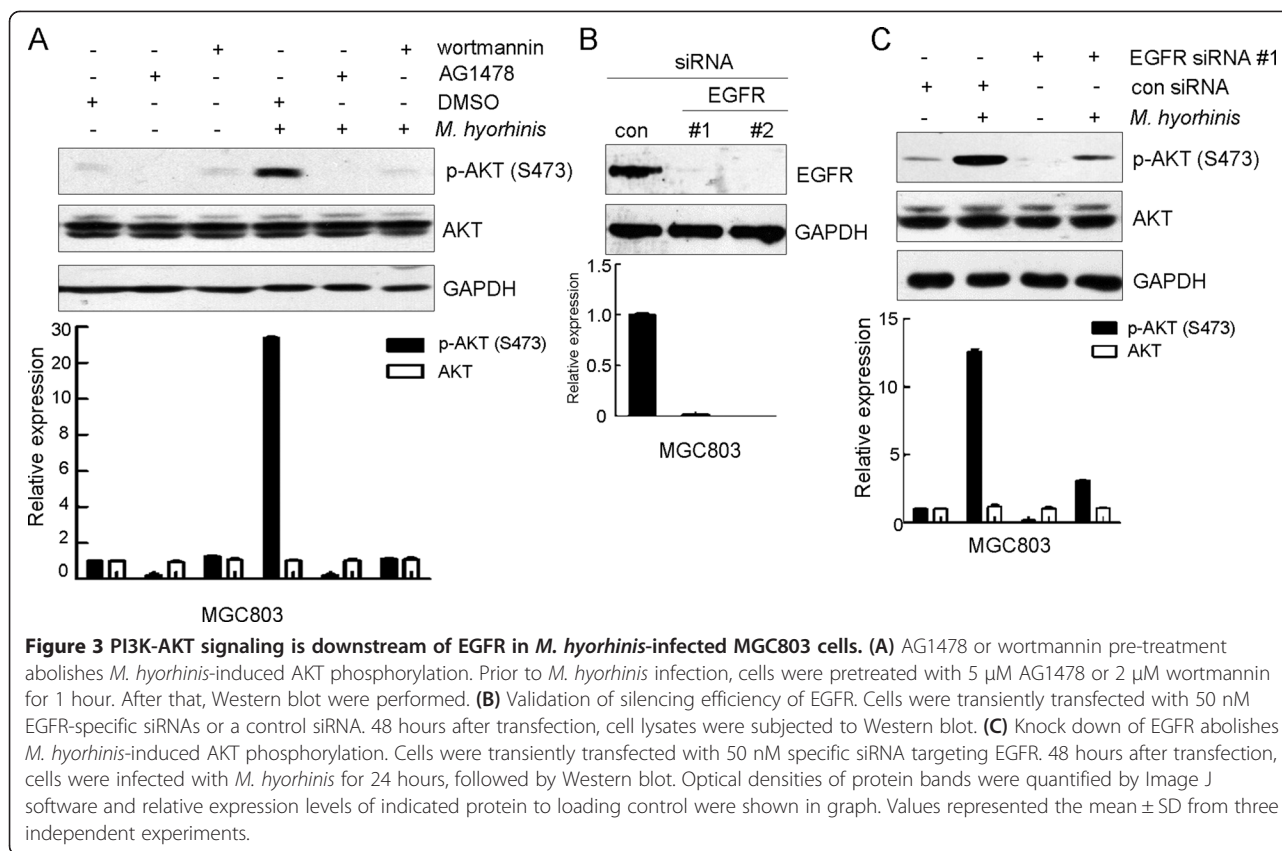 A
- - + - - + wortmannin
- + - - + - AG1478
+ - - + - - DMSO
- - - + + + M. hyorhinis
p-AKT (S473)
AKT
GAPDH
Relative expression
30
20
10
8
6
4
2
0
p-AKT (S473)
AKT
MGC803
B
siRNA
EGFR
con #1 #2
EGFR
GAPDH
Relative expression
1.5
1.0
0.5
0
MGC803
C
- - + + EGFR siRNA #1
+ + - - con siRNA
- + - + M. hyorhinis
p-AKT (S473)
AKT
GAPDH
Relative expression
15
10
5
0
p-AKT (S473)
AKT
MGC803
Figure 3 PI3K-AKT signaling is downstream of EGFR in M. hyorhinis-infected MGC803 cells. (A) AG1478 or wortmannin pre-treatment
abolishes M. hyorhinis-induced AKT phosphorylation. Prior to M. hyorhinis infection, cells were pretreated with 5 μM AG1478 or 2 μM wortmannin
for 1 hour. After that, Western blot were performed. (B) Validation of silencing efficiency of EGFR. Cells were transiently transfected with 50 nM
EGFR-specific siRNAs or a control siRNA. 48 hours after transfection, cell lysates were subjected to Western blot. (C) Knock down of EGFR abolishes
M. hyorhinis-induced AKT phosphorylation. Cells were transiently transfected with 50 nM specific siRNA targeting EGFR. 48 hours after transfection,
cells were infected with M. hyorhinis for 24 hours, followed by Western blot. Optical densities of protein bands were quantified by Image J
software and relative expression levels of indicated protein to loading control were shown in graph. Values represented the mean ± SD from three
independent experiments.